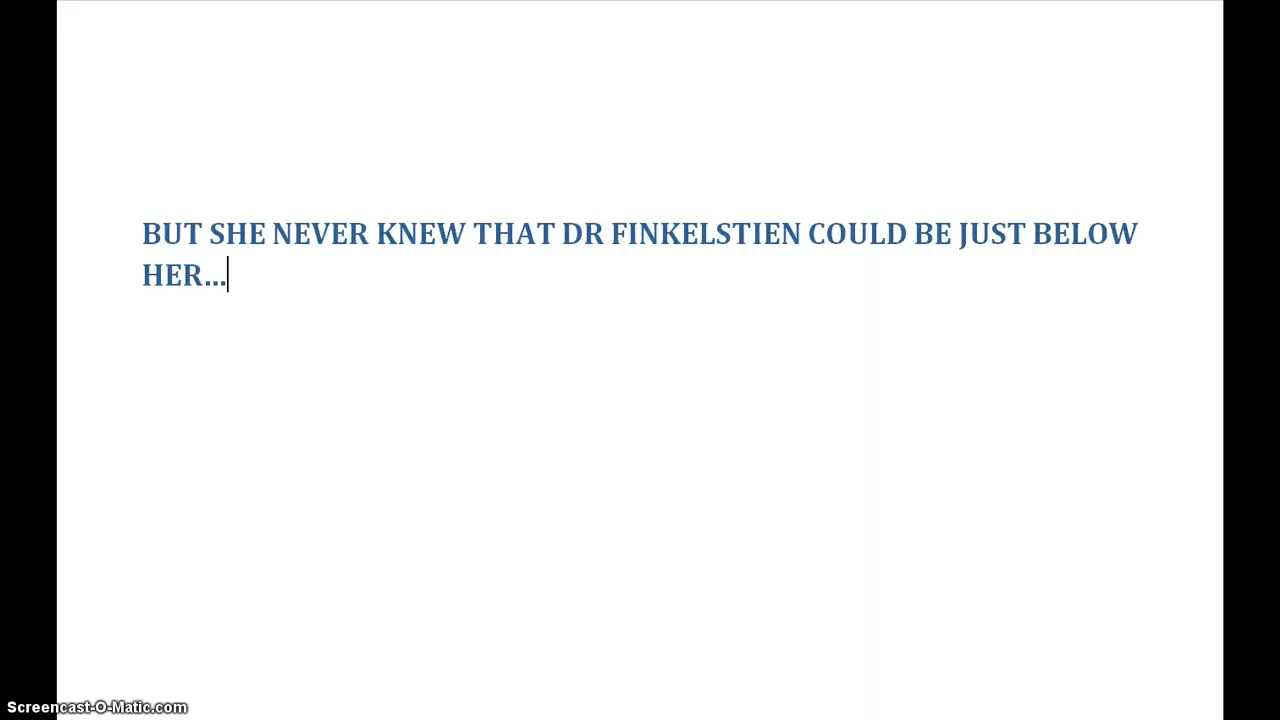 BUT SHE NEVER KNEW THAT DR FINKELSTIEN COULD BE JUST BELOW
HER...
Screencast-O-Matic.com